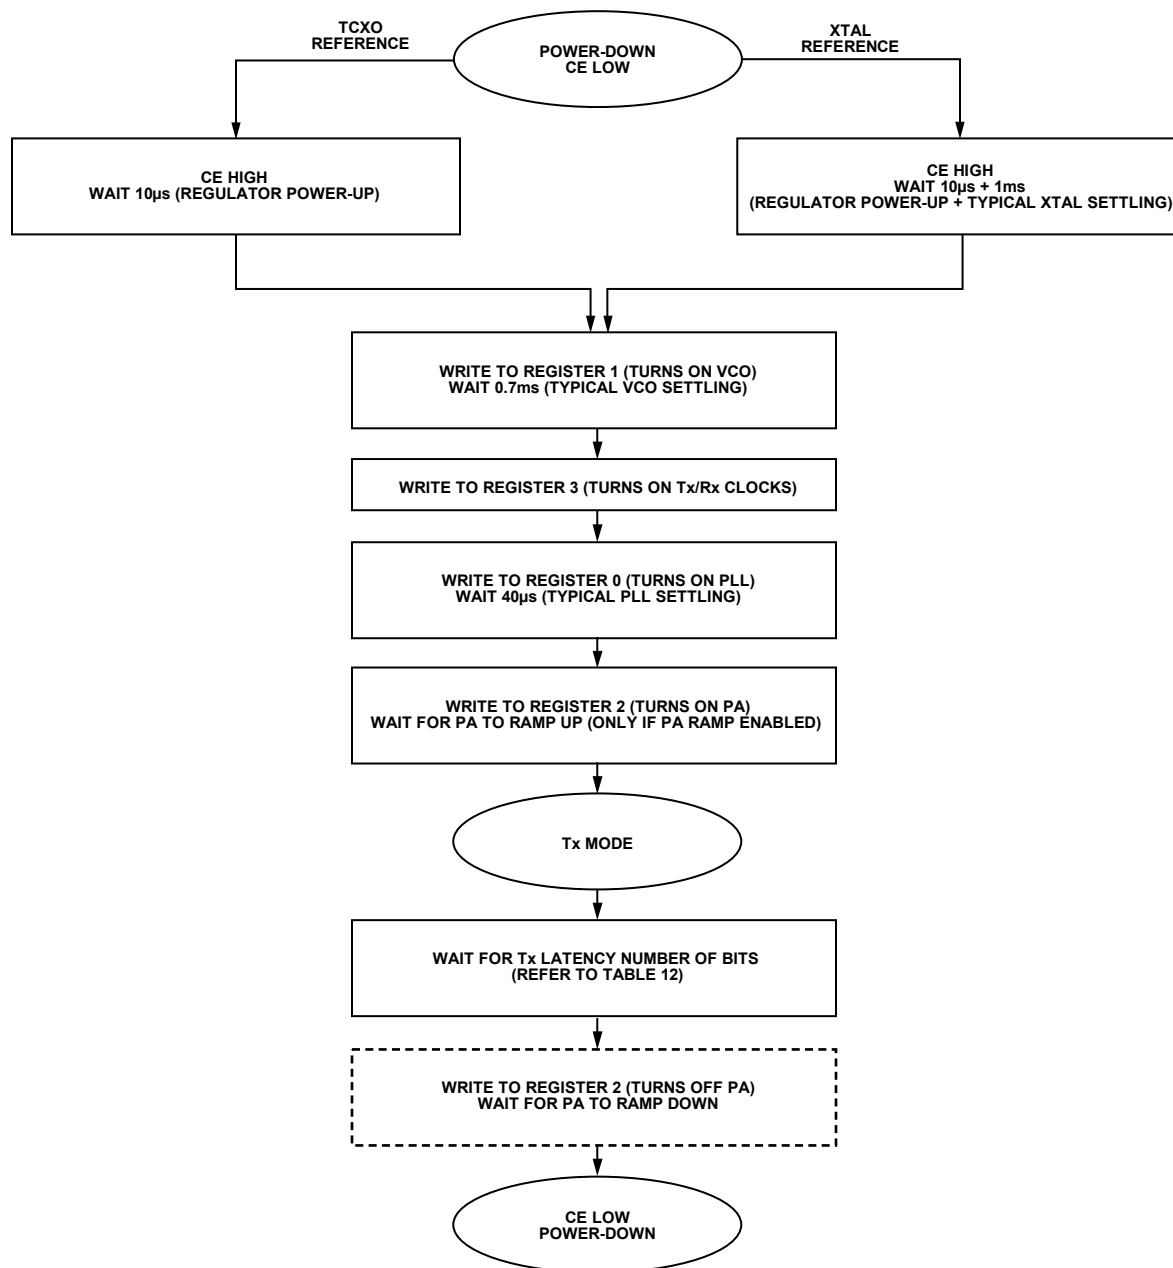 TCXO
REFERENCE
POWER-DOWN
CE LOW
XTAL
REFERENCE
CE HIGH
WAIT 10µs (REGULATOR POWER-UP)
CE HIGH
WAIT 10µs + 1ms
(REGULATOR POWER-UP + TYPICAL XTAL SETTLING)
WRITE TO REGISTER 1 (TURNS ON VCO)
WAIT 0.7ms (TYPICAL VCO SETTLING)
WRITE TO REGISTER 3 (TURNS ON Tx/Rx CLOCKS)
WRITE TO REGISTER 0 (TURNS ON PLL)
WAIT 40µs (TYPICAL PLL SETTLING)
WRITE TO REGISTER 2 (TURNS ON PA)
WAIT FOR PA TO RAMP UP (ONLY IF PA RAMP ENABLED)
Tx MODE
WAIT FOR Tx LATENCY NUMBER OF BITS
(REFER TO TABLE 12)
WRITE TO REGISTER 2 (TURNS OFF PA)
WAIT FOR PA TO RAMP DOWN
CE LOW
POWER-DOWN